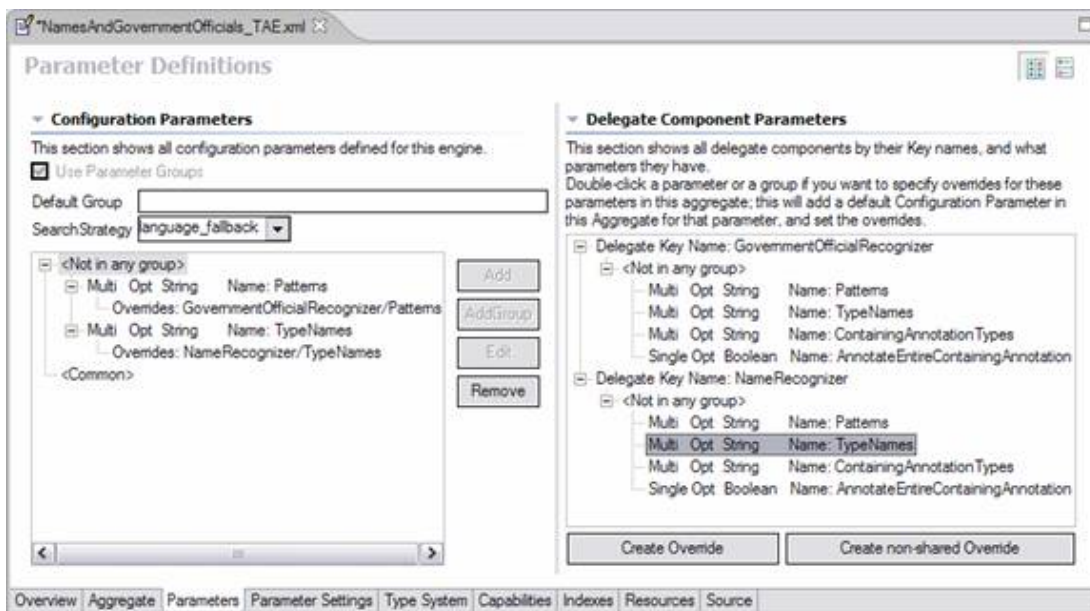 *NamesAndGovernmentOfficials_TAE.xml
Parameter Definitions
Configuration Parameters
This section shows all configuration parameters defined for this engine.
Use Parameter Groups
Default Group
SearchStrategy language_fallback
<Not in any group>
Multi Opt String Name: Patterns
Overrides: GovernmentOfficialRecognizer/Patterns
Multi Opt String Name: TypeNames
Overrides: NameRecognizer/TypeNames
<Common>
Add
AddGroup
Edit
Remove
Delegate Component Parameters
This section shows all delegate components by their Key names, and what
parameters they have.
Double-click a parameter or a group if you want to specify overrides for these
parameters in this aggregate; this will add a default Configuration Parameter in
this Aggregate for that parameter, and set the overrides.
Delegate Key Name: GovernmentOfficialRecognizer
<Not in any group>
Multi Opt String Name: Patterns
Multi Opt String Name: TypeNames
Multi Opt String Name: ContainingAnnotationTypes
Single Opt Boolean Name: AnnotateEntireContainingAnnotation
Delegate Key Name: NameRecognizer
<Not in any group>
Multi Opt String Name: Patterns
Multi Opt String Name: TypeNames
Multi Opt String Name: ContainingAnnotationTypes
Single Opt Boolean Name: AnnotateEntireContainingAnnotation
Create Override
Create non-shared Override
Overview Aggregate Parameters Parameter Settings Type System Capabilities Indexes Resources Source